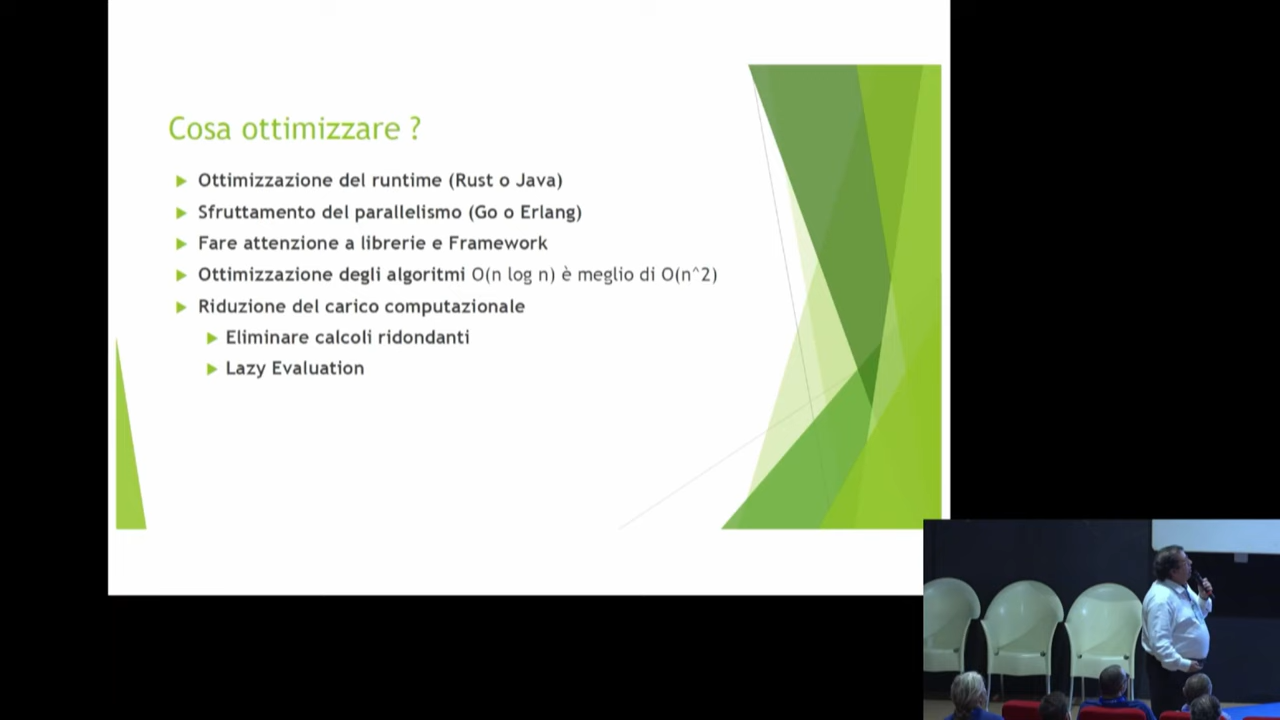 Cosa ottimizzare ?
Ottimizzazione del runtime (Rust o Java)
Sfruttamento del parallelismo (Go o Erlang)
Fare attenzione a librerie e Framework
Ottimizzazione degli algoritmi O(n log n) è meglio di O(n^2)
Riduzione del carico computazionale
Eliminare calcoli ridondanti
Lazy Evaluation